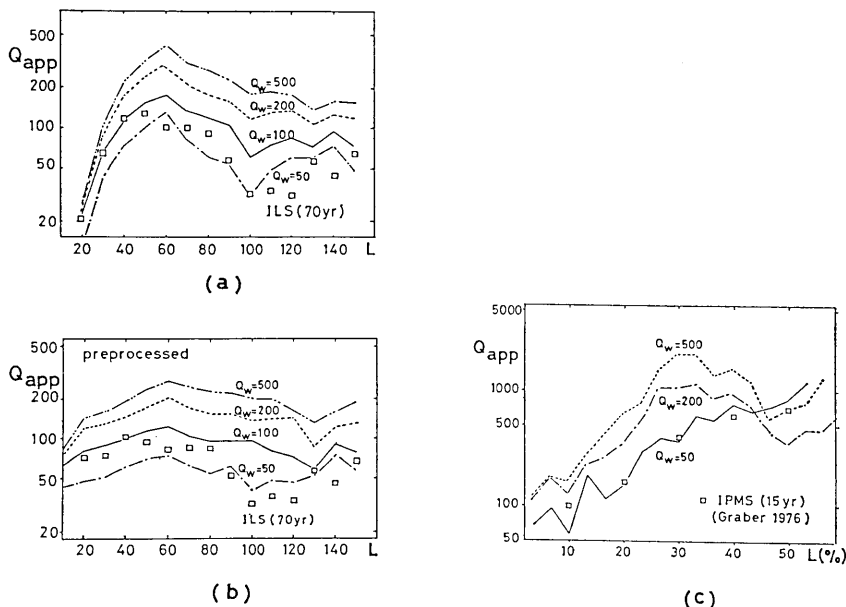 500
Qapp
200
100
50
20
Qw=500
Qw=200
Qw=100
Qw=50
ILS (70yr)
20 40 60 80 100 120 140 L
(a)
500
preprocessed
Qapp
200
100
50
20
Qw=500
Qw=200
Qw=100
Qw=50
ILS (70yr)
20 40 60 80 100 120 140 L
(b)
5000
Qapp
1000
500
100
50
Qw=500
Qw=200
Qw=50
IPMS (15yr)
(Graber 1976)
10 20 30 40 50 L(%)
(c)